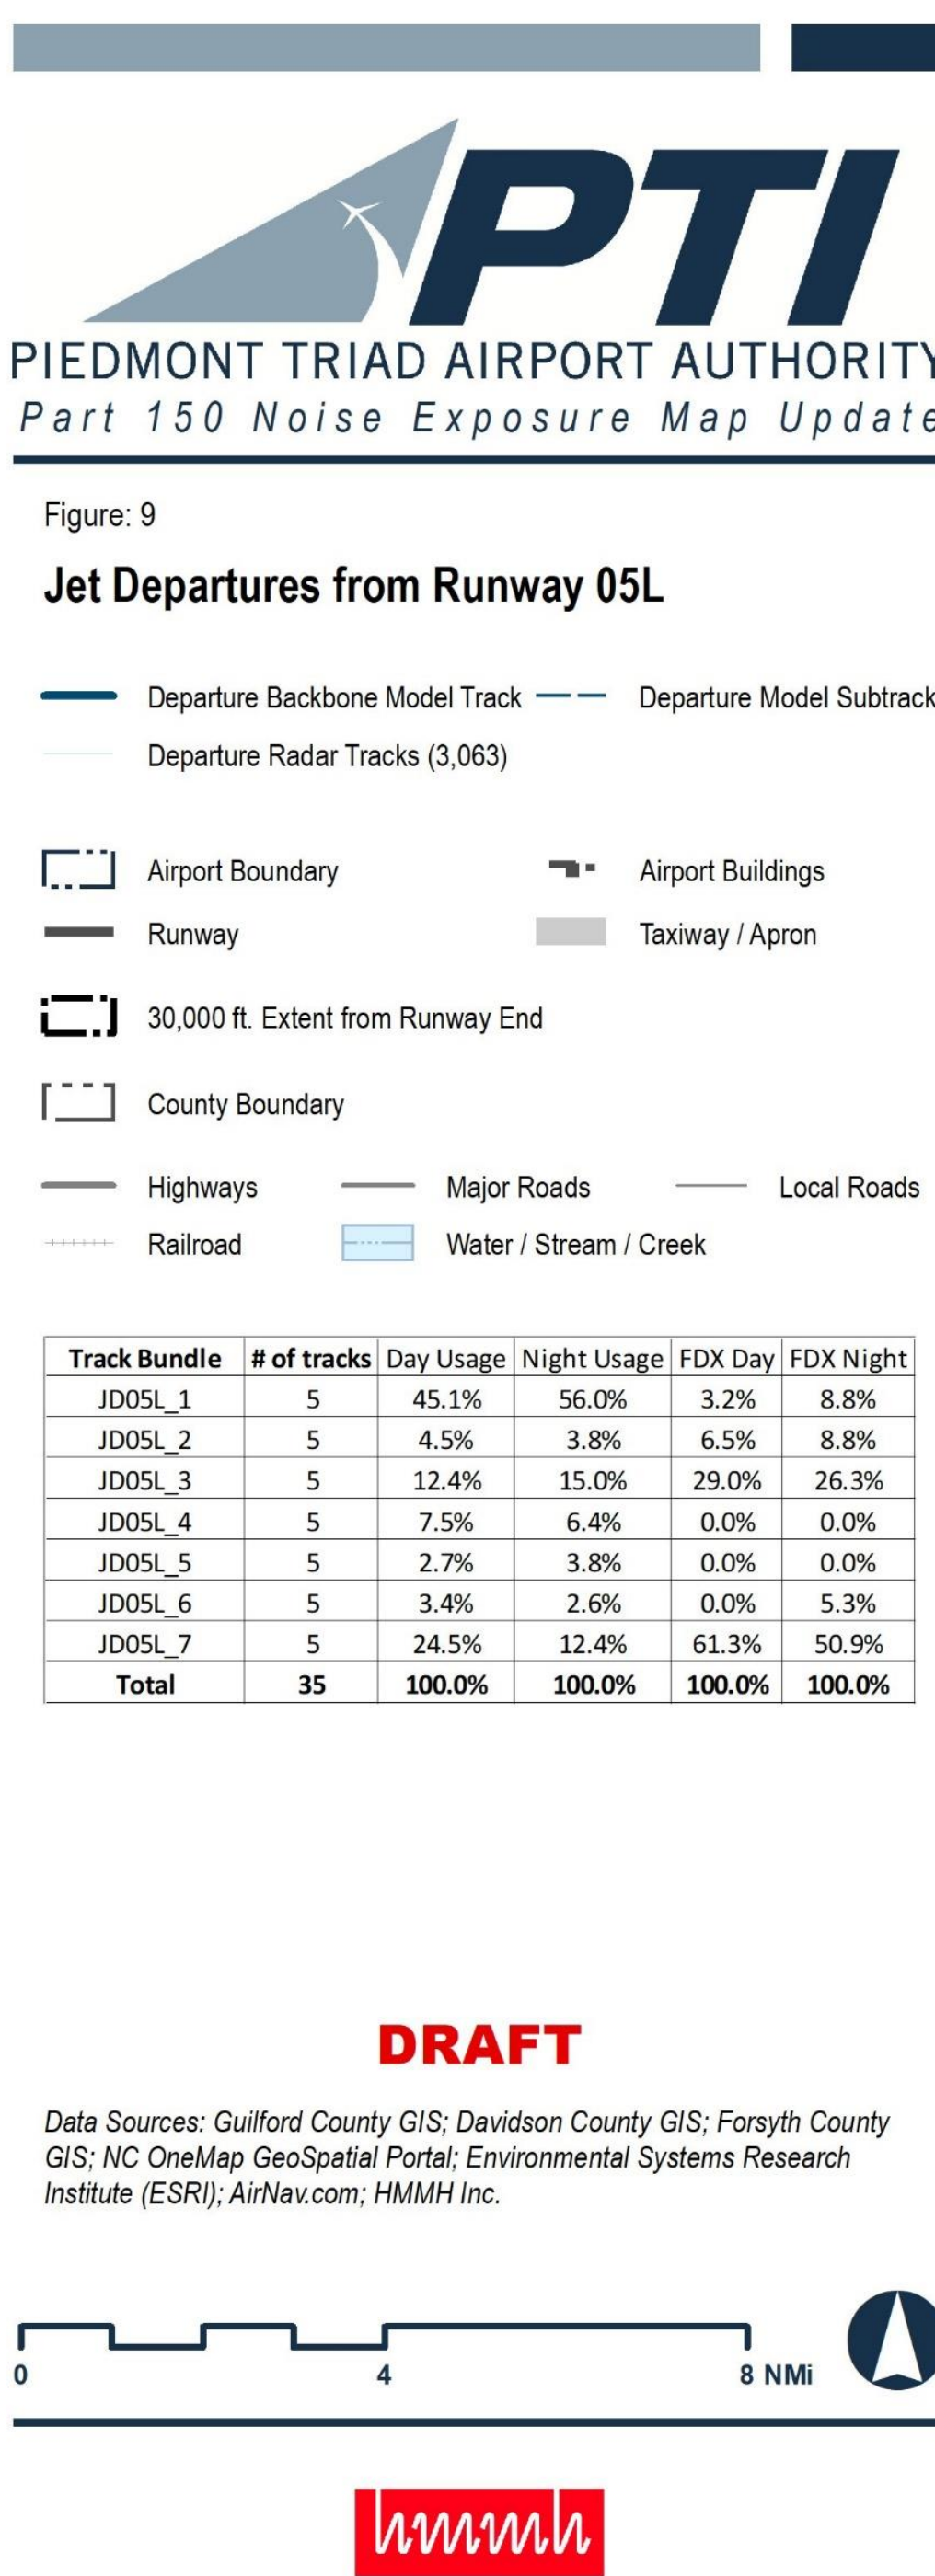 PTI
PIEDMONT TRIAD AIRPORT AUTHORITY
Part 150 Noise Exposure Map Update
Figure: 9
Jet Departures from Runway 05L
Departure Backbone Model Track Departure Model Subtrack
Departure Radar Tracks (3,063)
Airport Boundary Airport Buildings
Runway Taxiway / Apron
30,000 ft. Extent from Runway End
County Boundary
Highways Major Roads Local Roads
Railroad Water / Stream / Creek
Track Bundle # of tracks Day Usage Night Usage FDX Day FDX Night
JD05L_1 5 45.1% 56.0% 3.2% 8.8%
JD05L_2 5 4.5% 3.8% 6.5% 8.8%
JD05L_3 5 12.4% 15.0% 29.0% 26.3%
JD05L_4 5 7.5% 6.4% 0.0% 0.0%
JD05L_5 5 2.7% 3.8% 0.0% 0.0%
JD05L_6 5 3.4% 2.6% 0.0% 5.3%
JD05L_7 5 24.5% 12.4% 61.3% 50.9%
Total 35 100.0% 100.0% 100.0% 100.0%
DRAFT
Data Sources: Guilford County GIS; Davidson County GIS; Forsyth County
GIS; NC OneMap GeoSpatial Portal; Environmental Systems Research
Institute (ESRI); AirNav.com; HMMH Inc.
0 4 8 NMi
hmmh